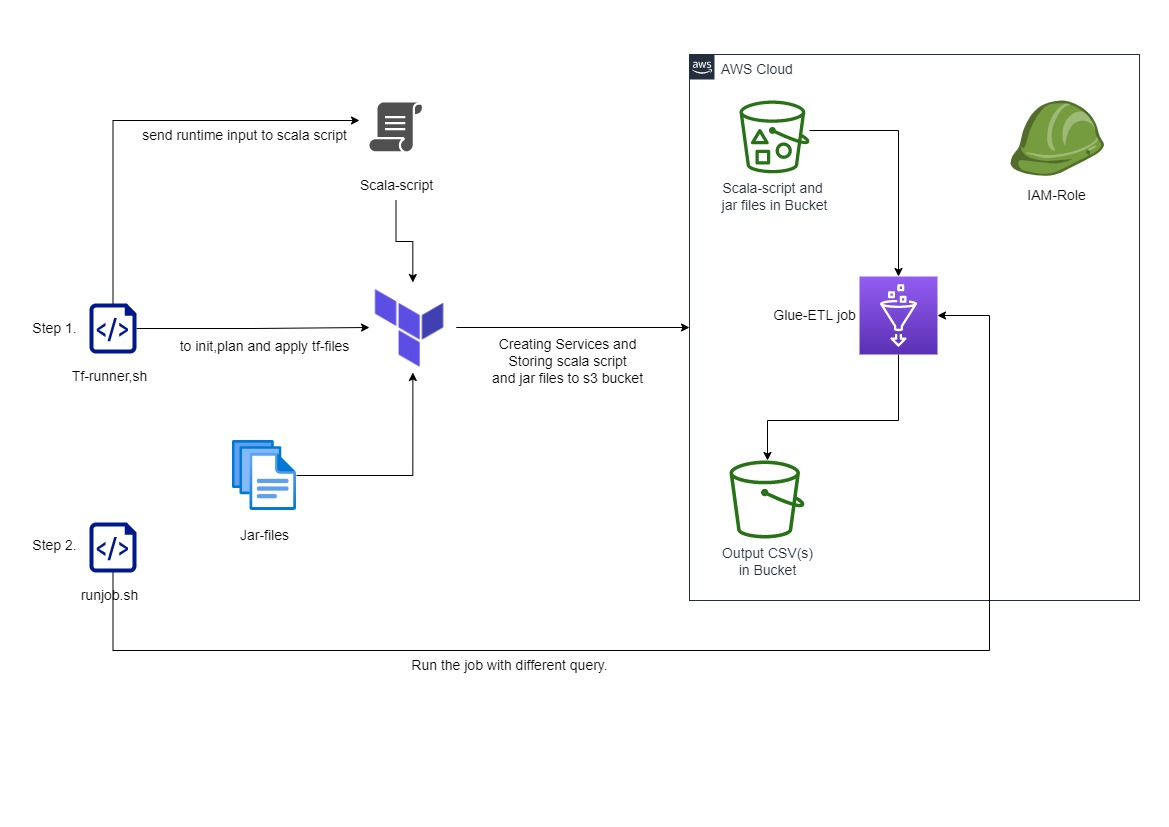 aws
AWS Cloud
send runtime input to scala script
Scala-script
Scala-script and
jar files in Bucket
IAM-Role
Step 1.
Tf-runner,sh
to init,plan and apply tf-files
Creating Services and
Storing scala script
and jar files to s3 bucket
Glue-ETL job
Jar-files
Step 2.
runjob.sh
Output CSV(s)
in Bucket
Run the job with different query.